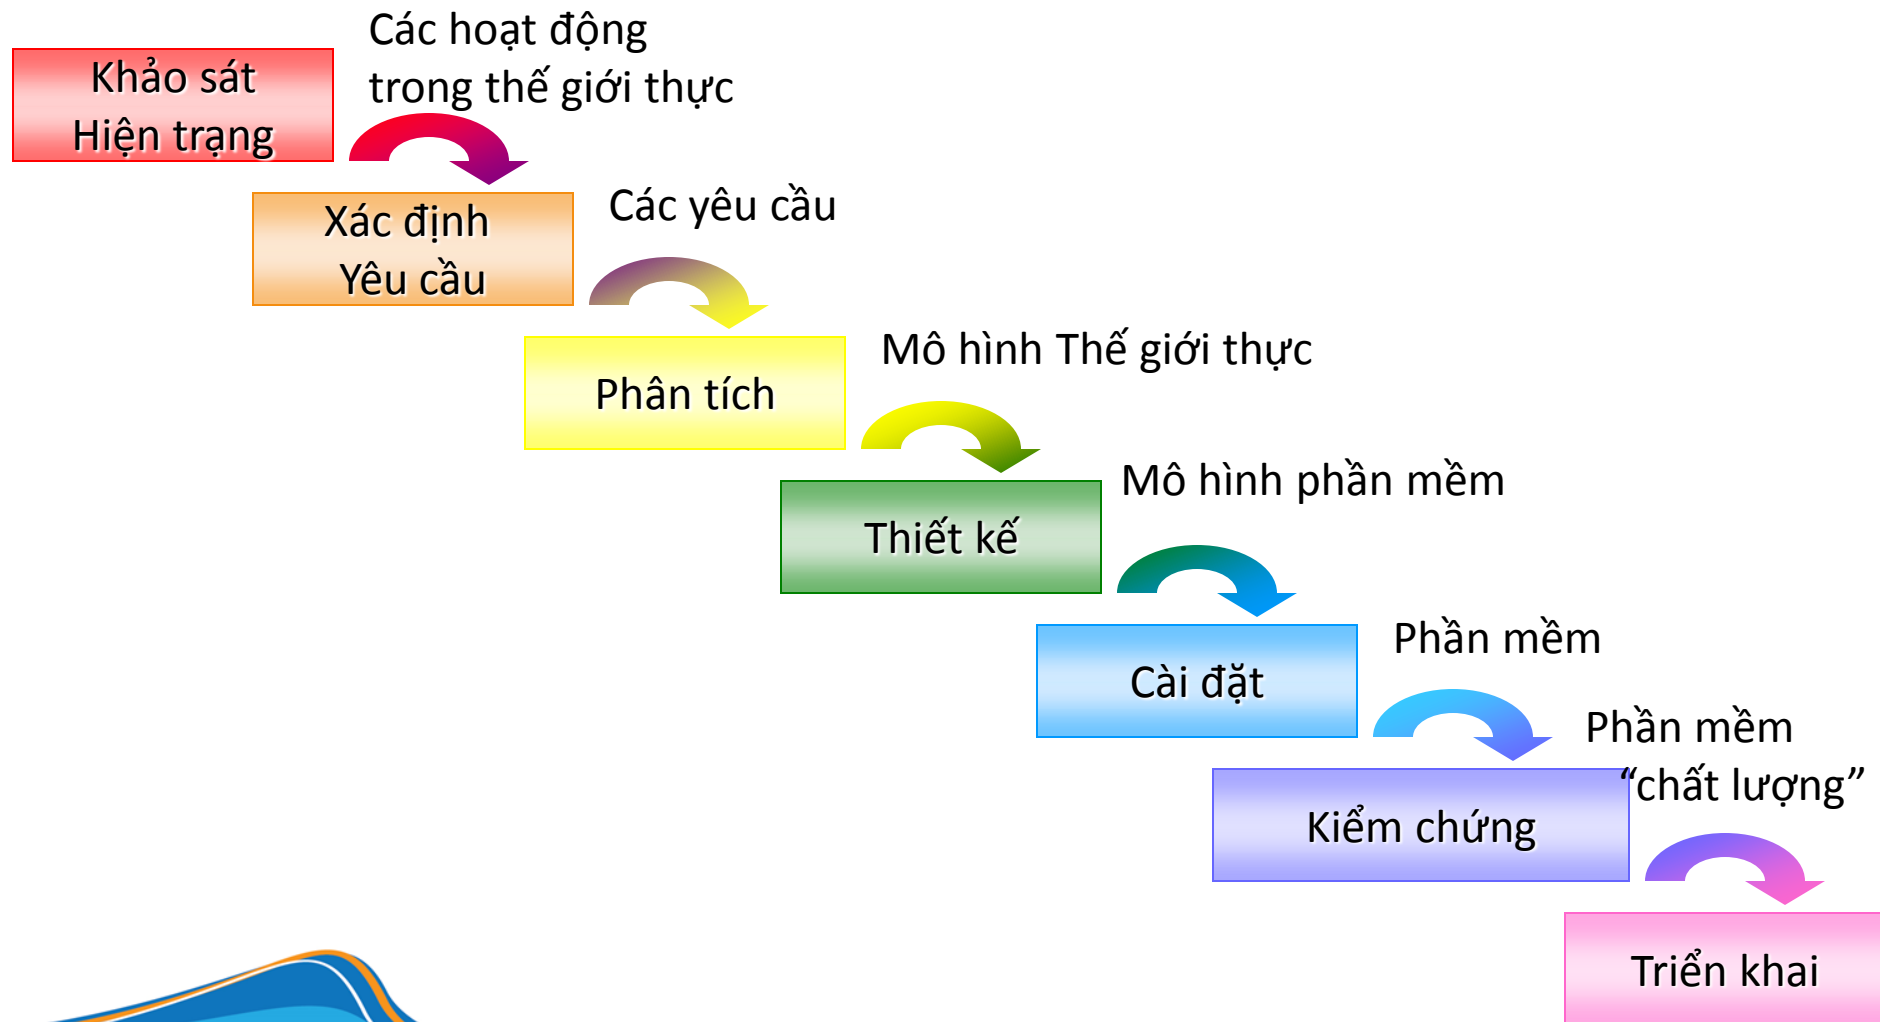 Các hoạt động
trong thế giới thực
Khảo sát
Hiện trạng
Các yêu cầu
Xác định
Yêu cầu
Mô hình Thế giới thực
Phân tích
Mô hình phần mềm
Thiết kế
Phần mềm
Cài đặt
Phần mềm
“chất lượng”
Kiểm chứng
Triển khai